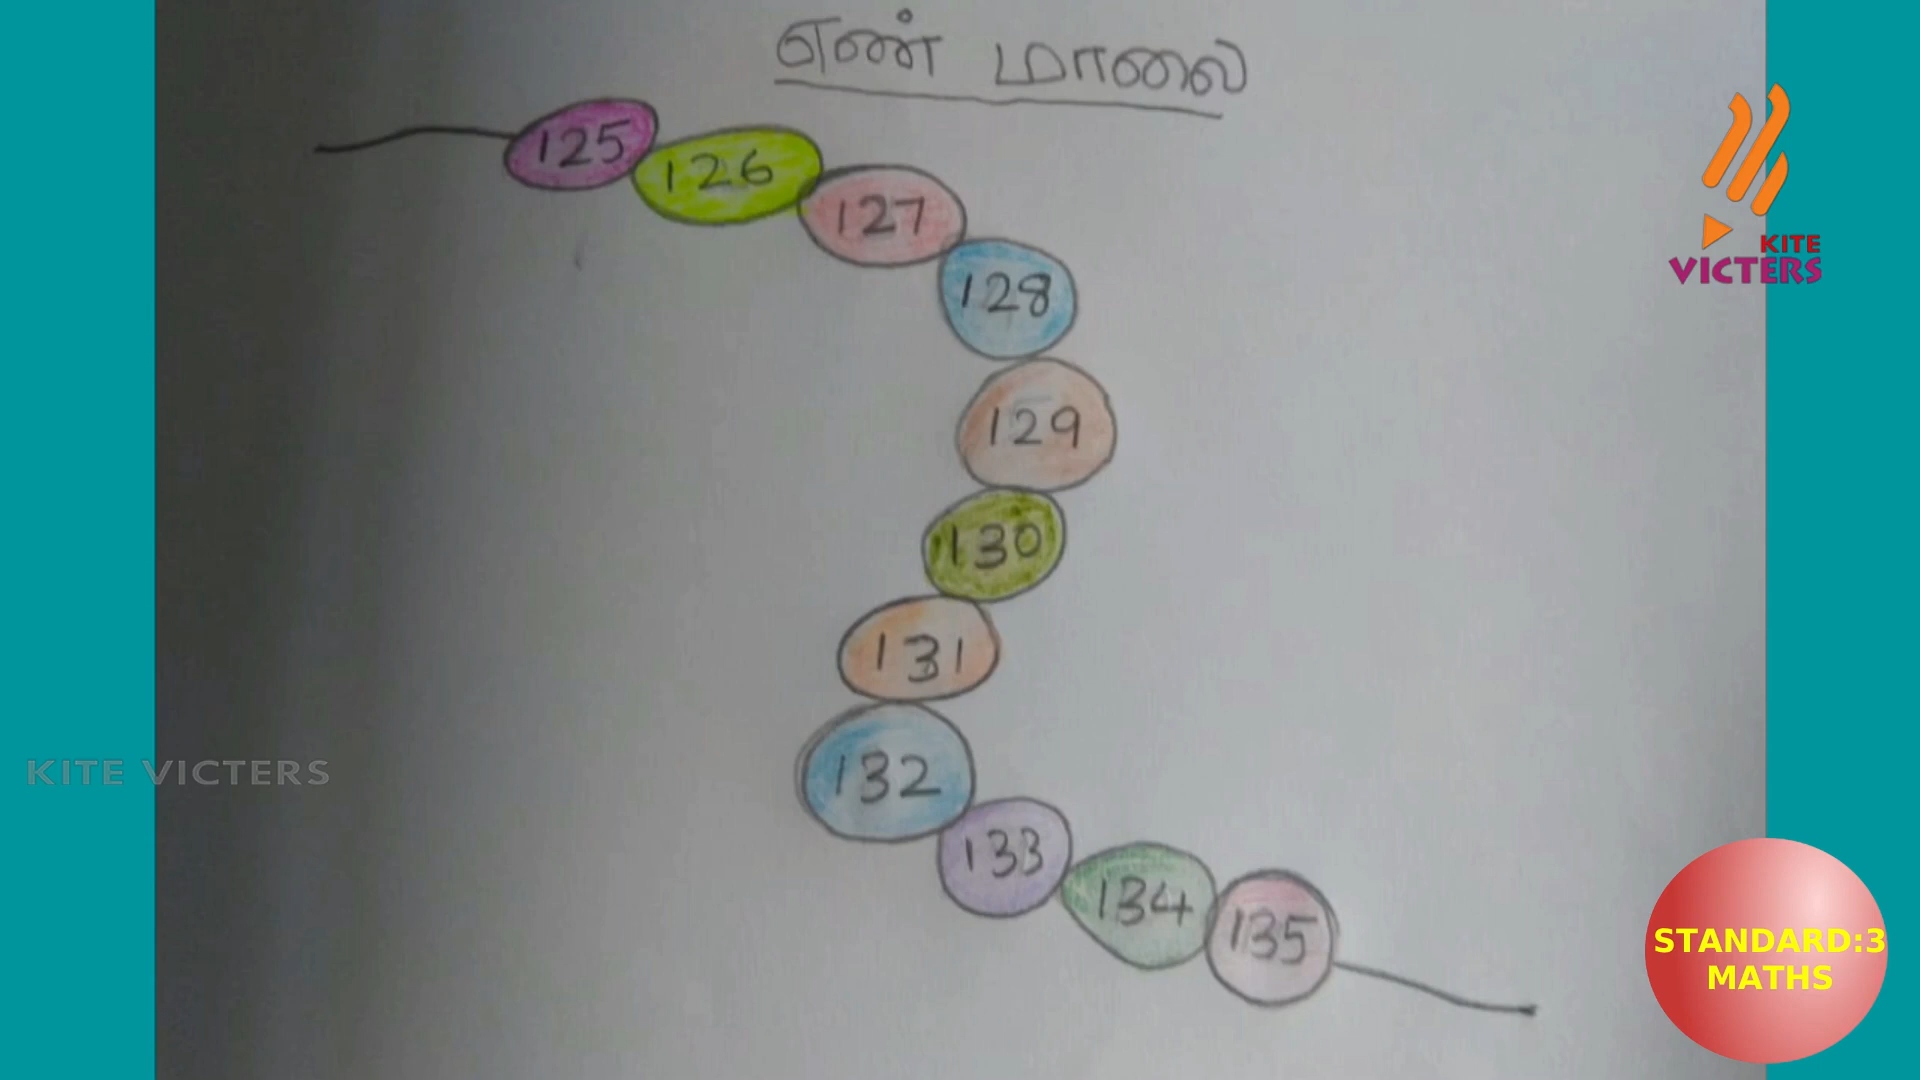 எண் மாலை
125
126
127
128
129
130
131
132
133
134
135
KITE
VICTERS
KITE VICTERS
STANDARD:3
MATHS